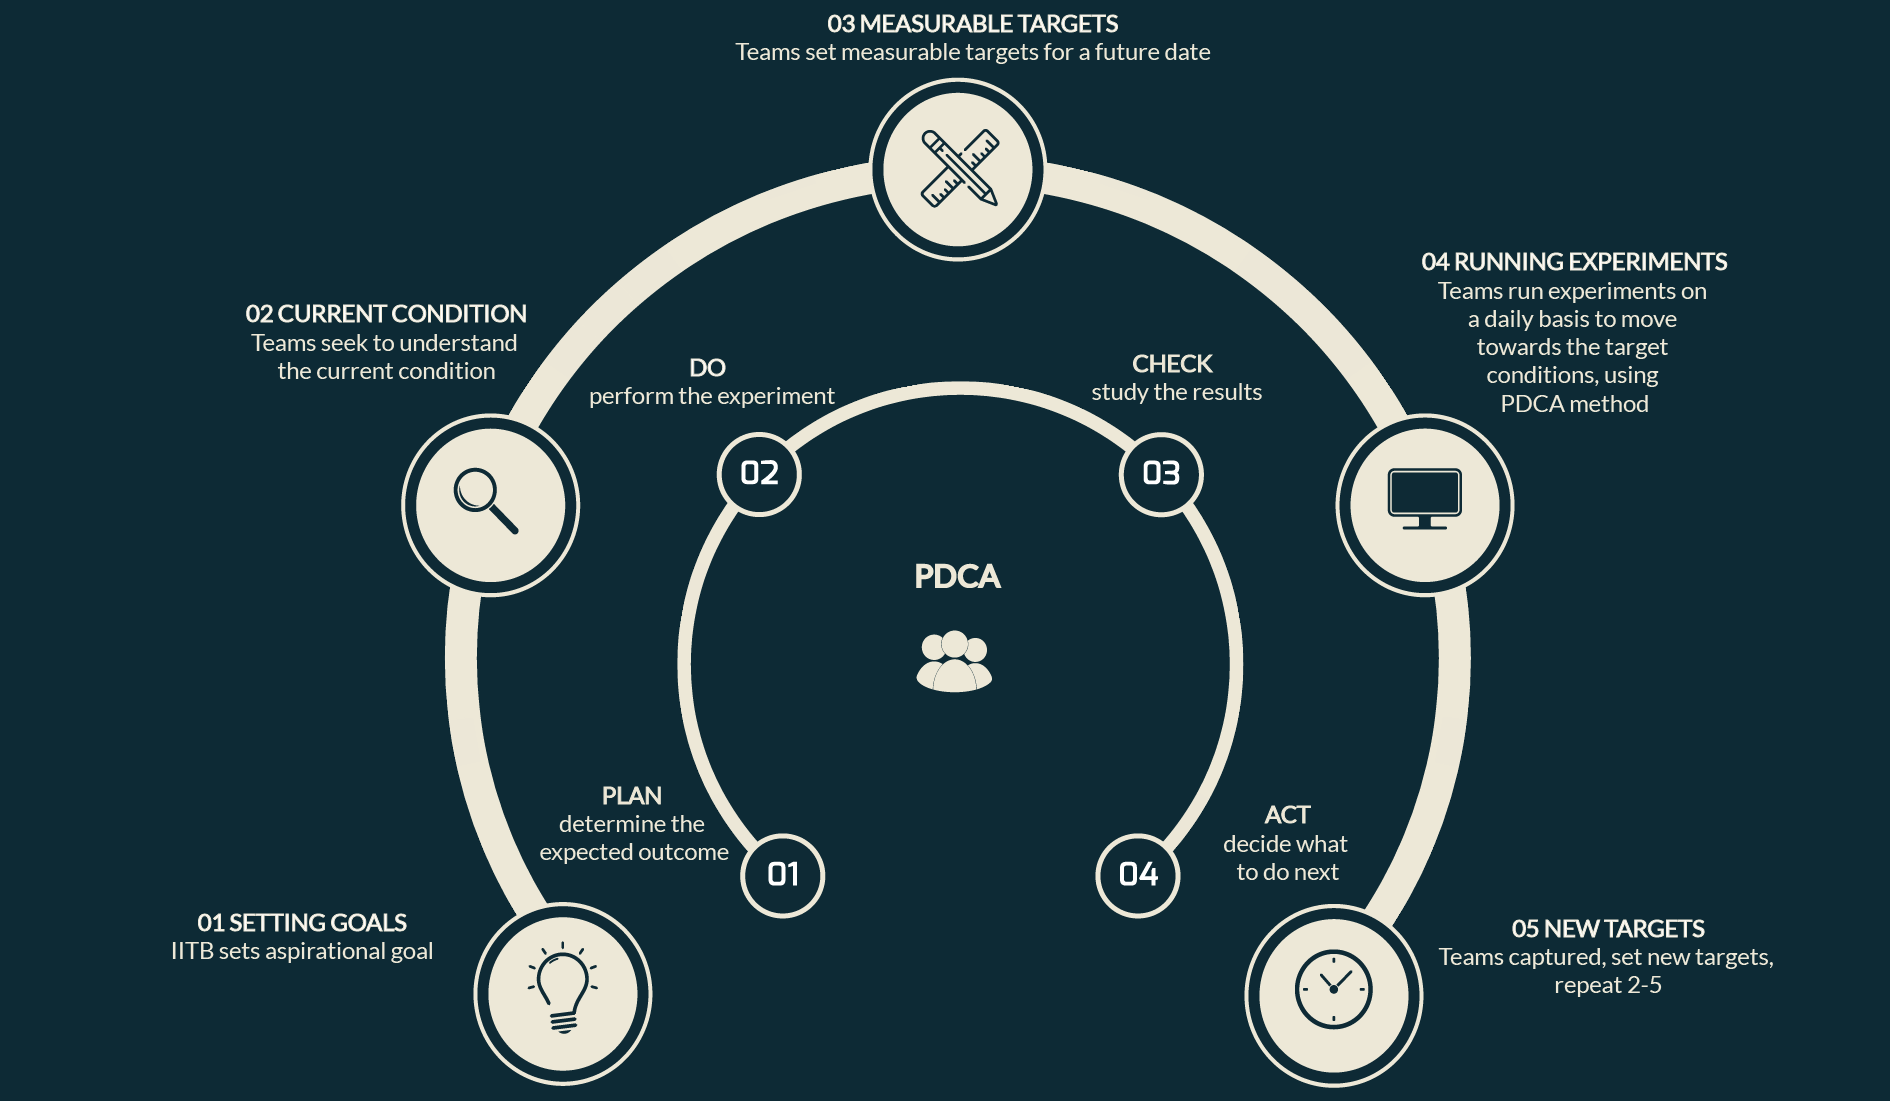 03 MEASURABLE TARGETS
Teams set measurable targets for a future date
04 RUNNING EXPERIMENTS
Teams run experiments on
a daily basis to move
towards the target
conditions, using
PDCA method
02 CURRENT CONDITION
Teams seek to understand
the current condition
DO
perform the experiment
CHECK
study the results
02
03
PDCA
PLAN
determine the
expected outcome
01
ACT
decide what
to do next
04
01 SETTING GOALS
IITB sets aspirational goal
05 NEW TARGETS
Teams captured, set new targets,
repeat 2-5